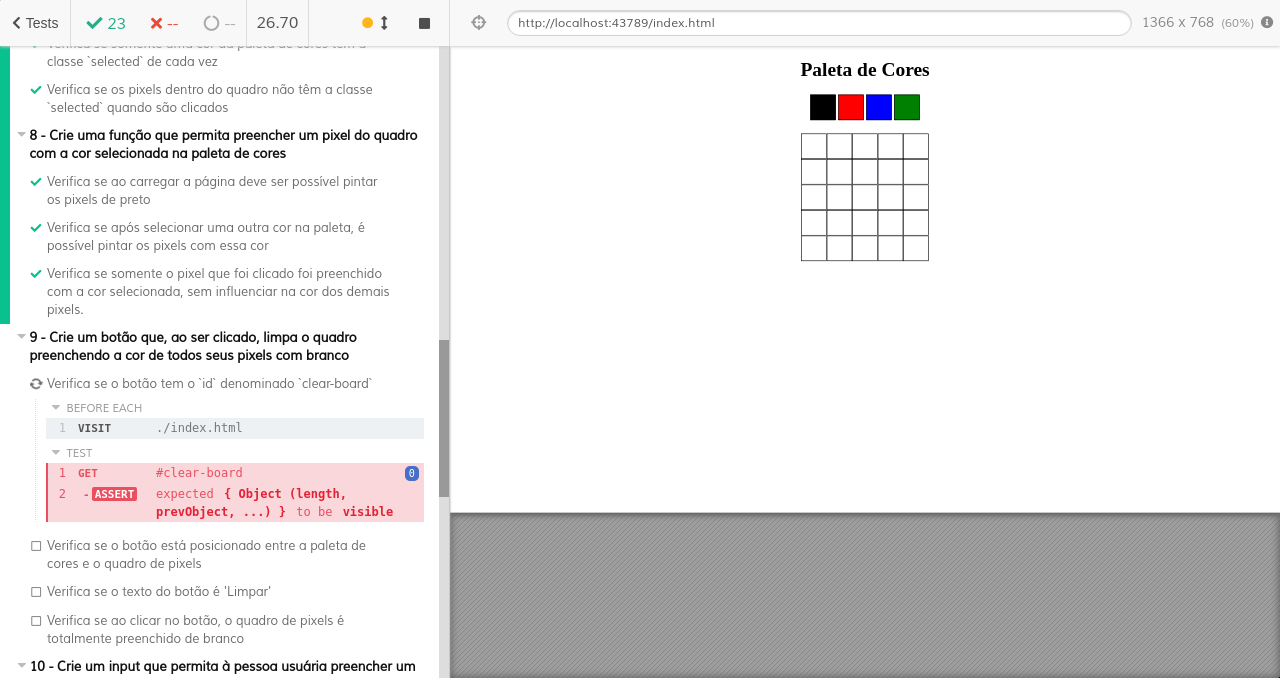 Tests 23 -- -- 26.70 http://localhost:43789/index.html 1366 x 768 (60%)
Verifica se somente uma cor da paleta de cores tem a
classe `selected` de cada vez
Verifica se os pixels dentro do quadro não têm a classe
`selected` quando são clicados
8 - Crie uma função que permita preencher um pixel do quadro
com a cor selecionada na paleta de cores
Verifica se ao carregar a página deve ser possível pintar
os pixels de preto
Verifica se após selecionar uma outra cor na paleta, é
possível pintar os pixels com essa cor
Verifica se somente o pixel que foi clicado foi preenchido
com a cor selecionada, sem influenciar na cor dos demais
pixels.
9 - Crie um botão que, ao ser clicado, limpa o quadro
preenchendo a cor de todos seus pixels com branco
Verifica se o botão tem o `id` denominado `clear-board`
BEFORE EACH
1 VISIT ./index.html
TEST
1 GET #clear-board 0
2 - ASSERT expected { Object (length,
prevObject, ...) } to be visible
Verifica se o botão está posicionado entre a paleta de
cores e o quadro de pixels
Verifica se o texto do botão é 'Limpar'
Verifica se ao clicar no botão, o quadro de pixels é
totalmente preenchido de branco
10 - Crie um input que permita à pessoa usuária preencher um
Paleta de Cores